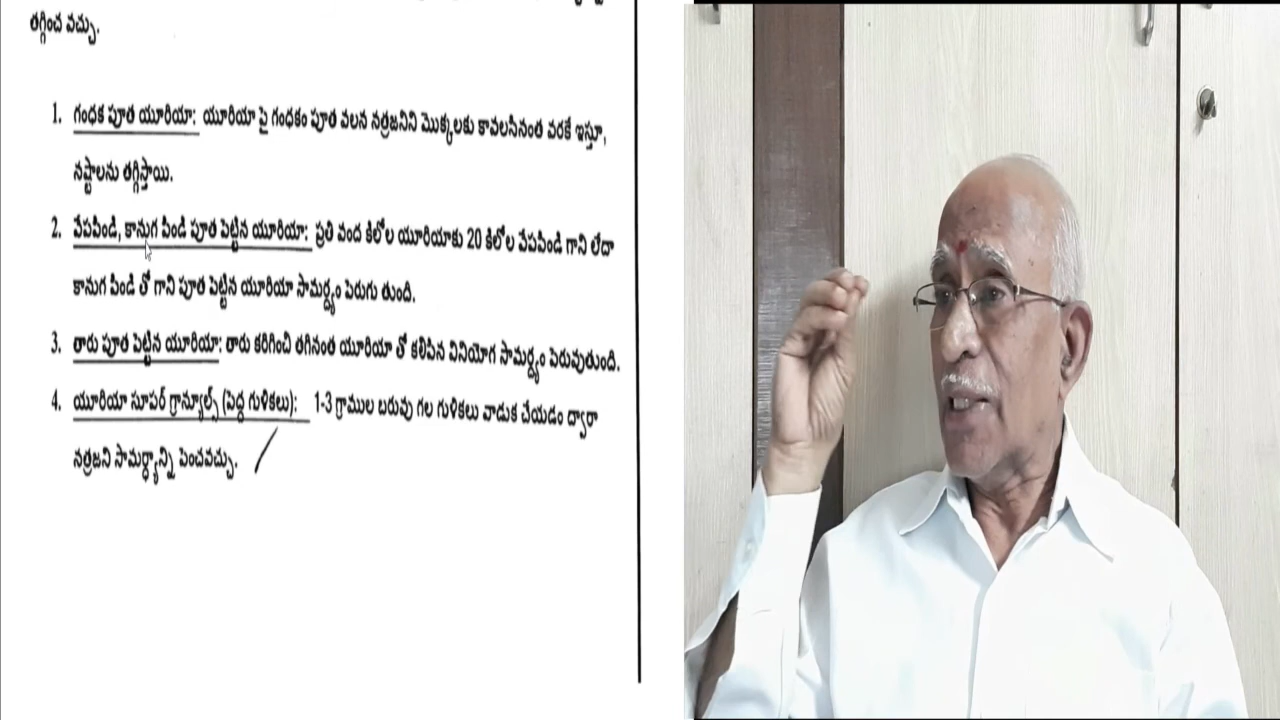 తగ్గించ వచ్చు.
1. గంధక పూత యూరియా: యూరియా పై గంధకం పూత వలన నత్రజనిని మొక్కలకు కావలసినంత వరకే ఇస్తూ,
నష్టాలను తగ్గిస్తాయి.
2. వేపపిండి, కానుగ పిండి పూత పెట్టిన యూరియా: ప్రతి వంద కిలోల యూరియాకు 20 కిలోల వేపపిండి గాని లేదా
కానుగ పిండి తో గాని పూత పెట్టిన యూరియా సామర్ధ్యం పెరుగు తుంది.
3. తారు పూత పెట్టిన యూరియా: తారు కరిగించి తగినంత యూరియా తో కలిపిన వినియోగ సామర్ధ్యం పెరువుతుంది.
4. యూరియా సూపర్ గ్రాన్యూల్స్ (పెద్ద గుళికలు): 1-3 గ్రాముల బరువు గల గుళికలు వాడుక చేయడం ద్వారా
నత్రజని సామర్ధ్యాన్ని పెంచవచ్చు.